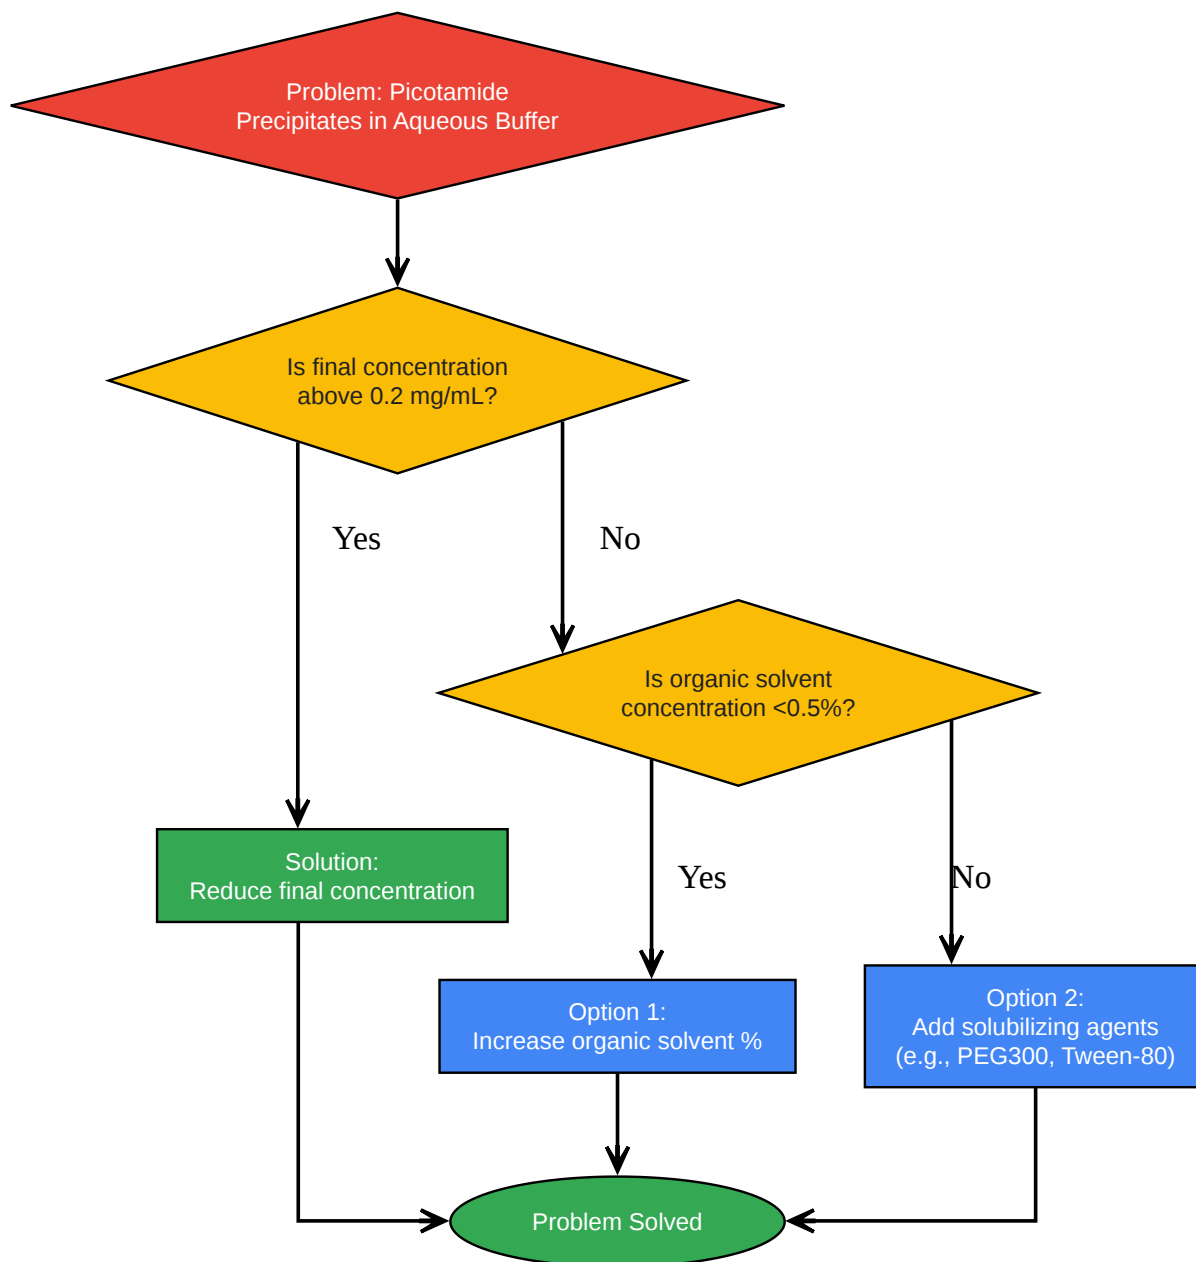 Problem: Picotamide
Precipitates in Aqueous Buffer
Is final concentration
above 0.2 mg/mL?
Yes
No
Is organic solvent
concentration <0.5%?
Solution:
Reduce final concentration
Yes
No
Option 1:
Increase organic solvent %
Option 2:
Add solubilizing agents
(e.g., PEG300, Tween-80)
Problem Solved